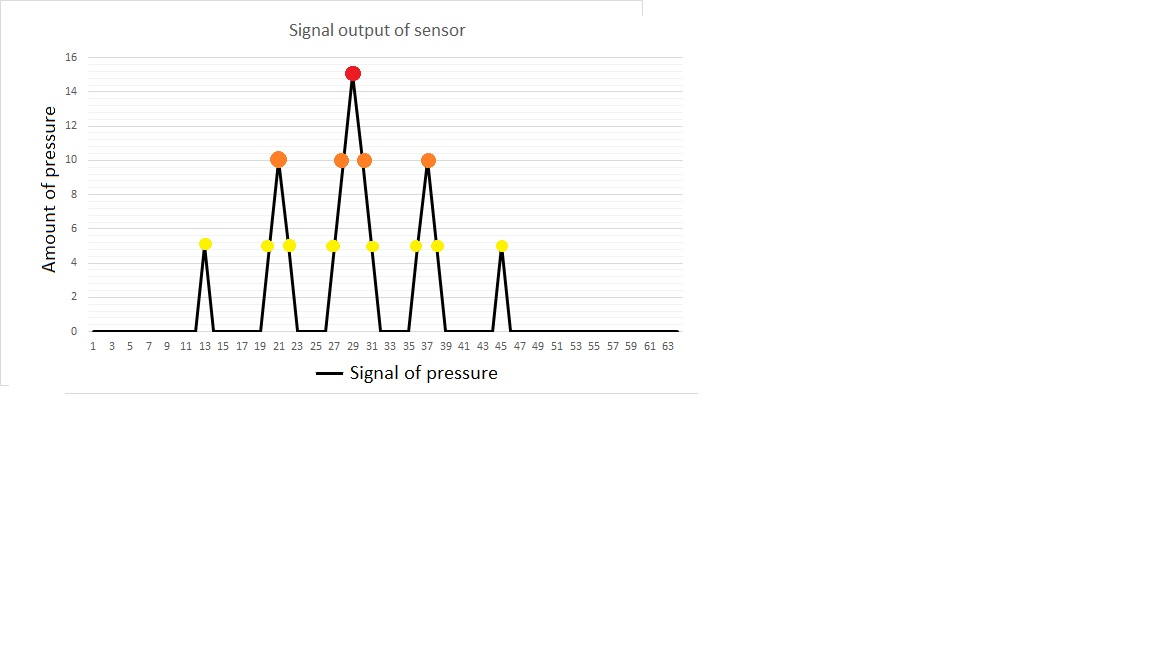 Signal output of sensor
Amount of pressure
16
14
12
10
8
6
4
2
0
1 3 5 7 9 11 13 15 17 19 21 23 25 27 29 31 33 35 37 39 41 43 45 47 49 51 53 55 57 59 61 63
Signal of pressure